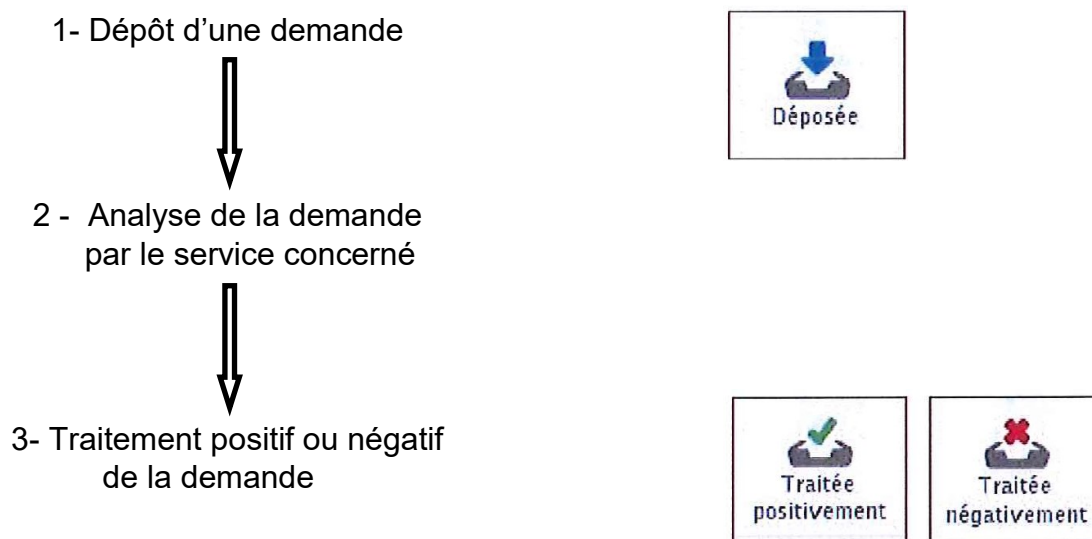 1- Dépôt d’une demande
Déposée
2 -  Analyse de la demande
par le service concerné
3- Traitement positif ou négatif
de la demande
Traitée
positivement
Traitée
négativement